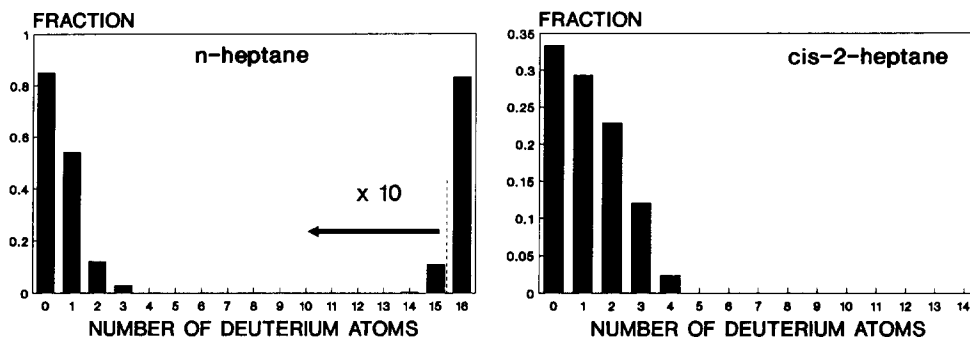 FRACTION
n-heptane
1
0.8
0.6
0.4
0.2
0
x 10
0 1 2 3 4 5 6 7 8 9 10 11 12 13 14 15 16
NUMBER OF DEUTERIUM ATOMS
FRACTION
cis-2-heptane
0.35
0.3
0.25
0.2
0.15
0.1
0.05
0
0 1 2 3 4 5 6 7 8 9 10 11 12 13 14
NUMBER OF DEUTERIUM ATOMS